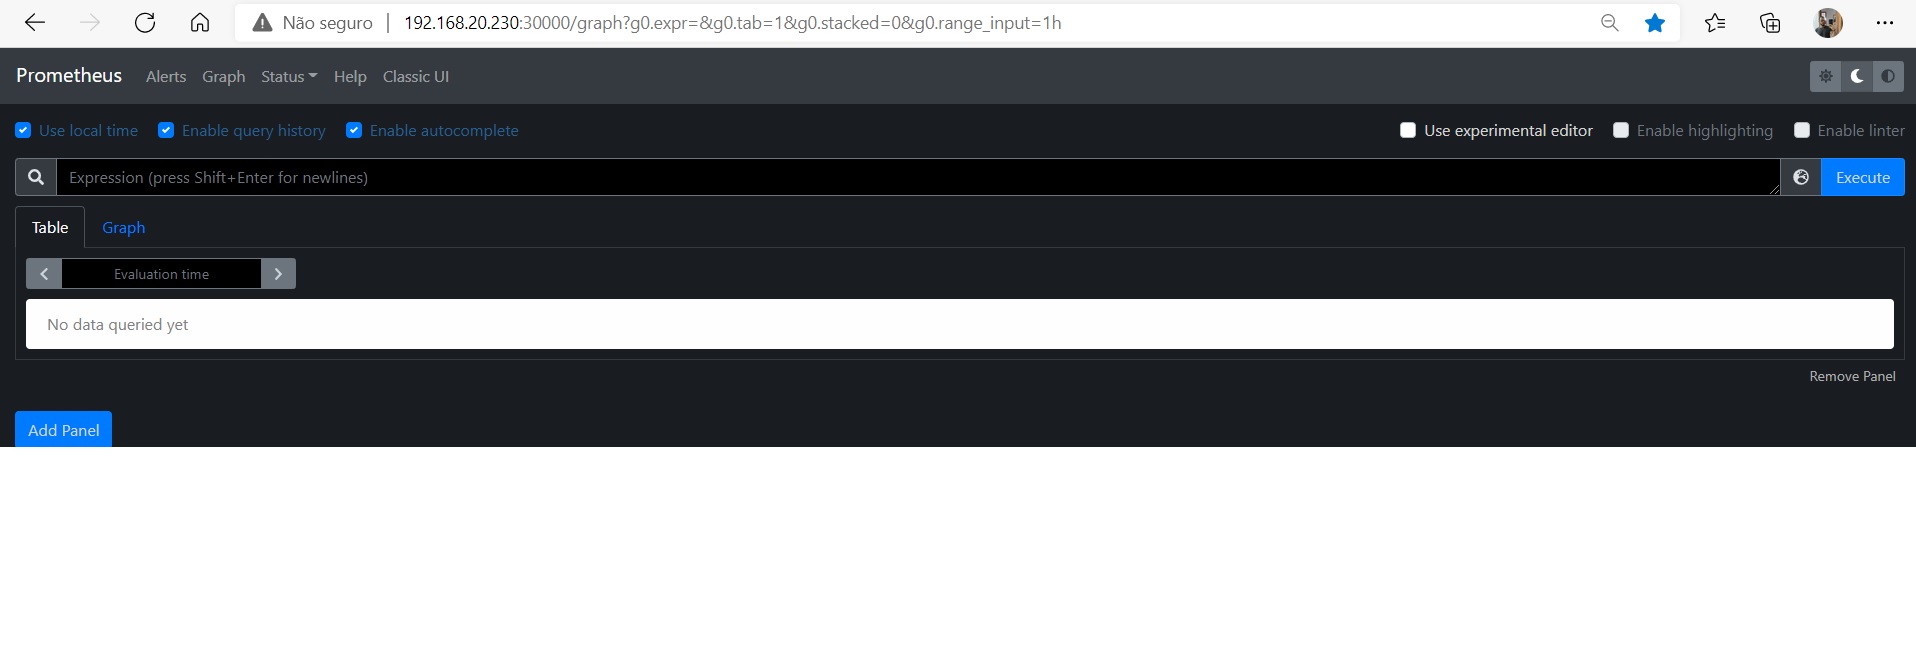 Não seguro | 192.168.20.230:30000/graph?g0.expr=&g0.tab=1&g0.stacked=0&g0.range_input=1h
Prometheus Alerts Graph Status Help Classic UI
Use local time Enable query history Enable autocomplete Use experimental editor Enable highlighting Enable linter
Expression (press Shift+Enter for newlines) Execute
Table Graph
Evaluation time
No data queried yet
Remove Panel
Add Panel